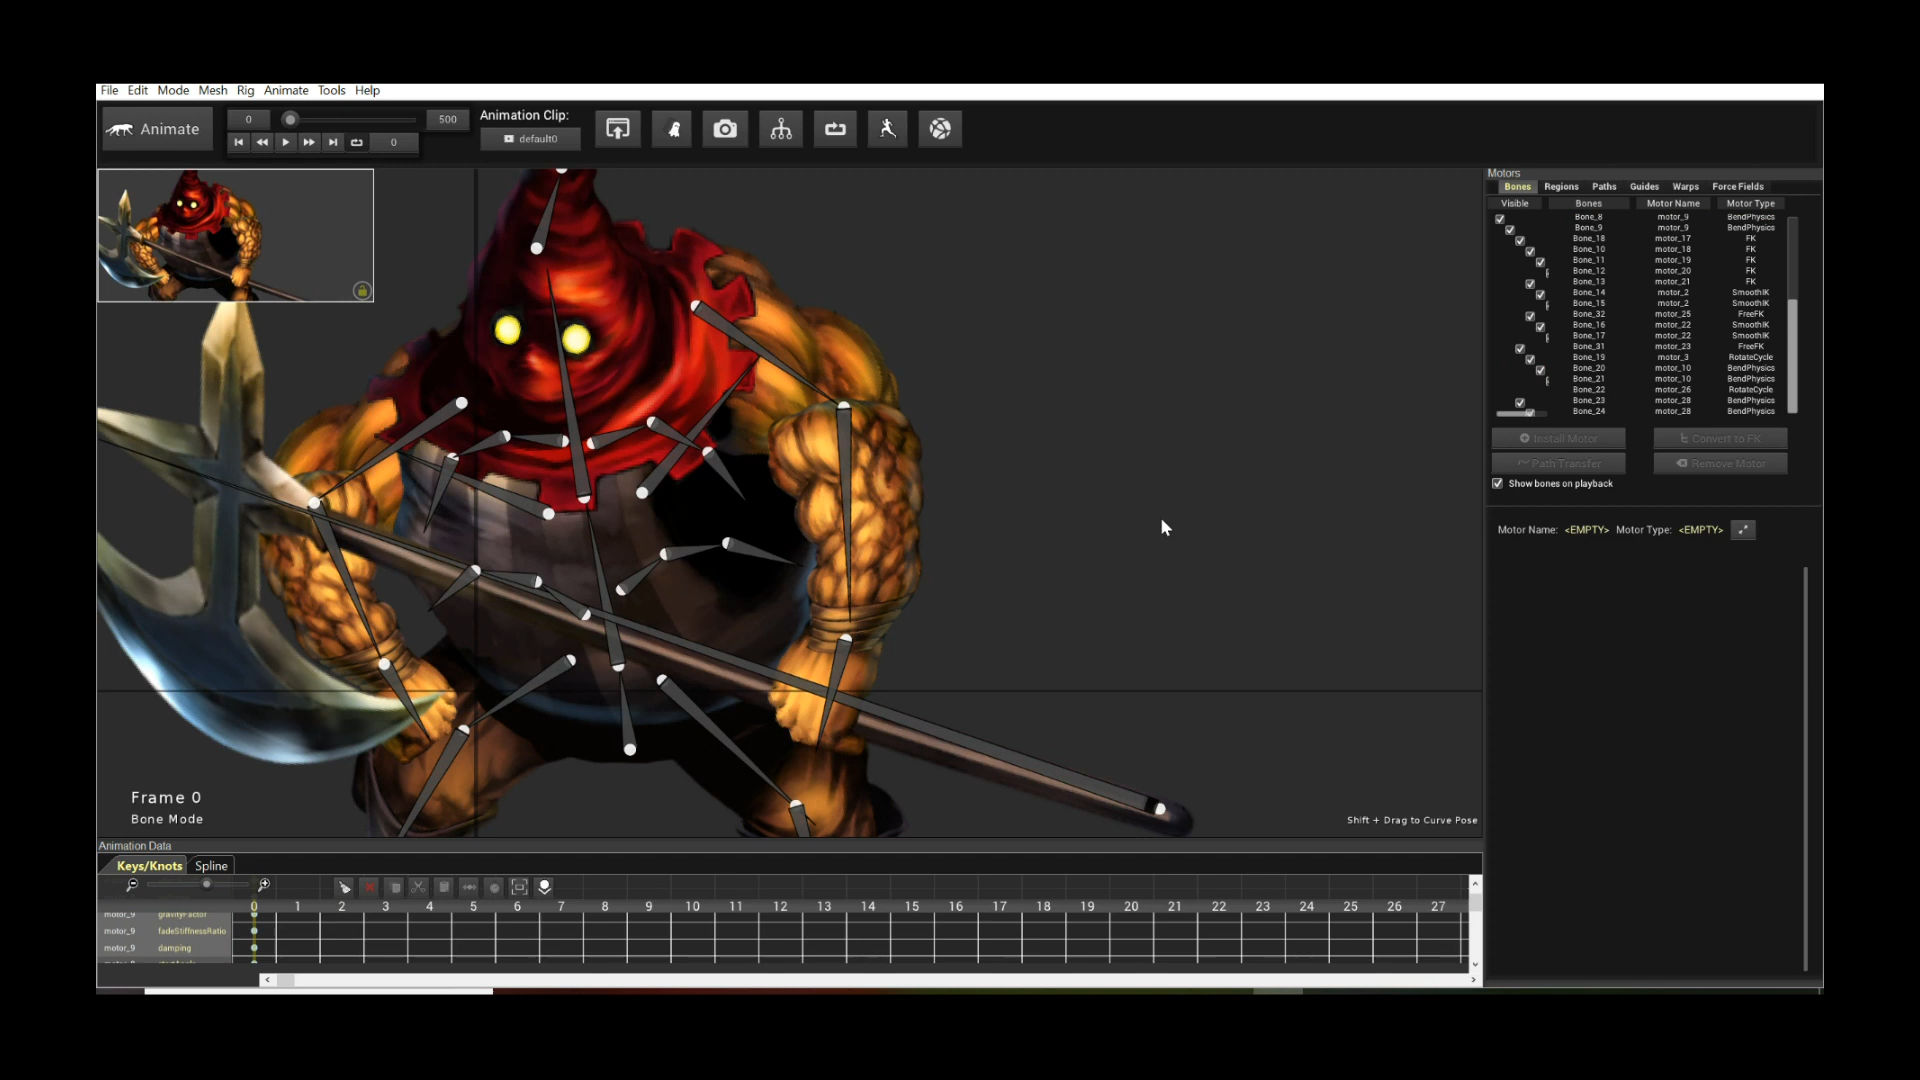 File Edit Mode Mesh Rig Animate Tools Help
Animate
0 500
0
Animation Clip:
default0
Motors
Bones Regions Paths Guides Warps Force Fields
Visible Bones Motor Name Motor Type
Bone_8 motor_9 BendPhysics
Bone_9 motor_9 BendPhysics
Bone_18 motor_17 FK
Bone_10 motor_18 FK
Bone_11 motor_19 FK
Bone_12 motor_20 FK
Bone_13 motor_21 FK
Bone_14 motor_2 SmoothIK
Bone_15 motor_2 SmoothIK
Bone_32 motor_25 FreeFK
Bone_16 motor_22 SmoothIK
Bone_17 motor_22 SmoothIK
Bone_31 motor_23 FreeFK
Bone_19 motor_3 RotateCycle
Bone_20 motor_10 BendPhysics
Bone_21 motor_10 BendPhysics
Bone_22 motor_26 RotateCycle
Bone_23 motor_28 BendPhysics
Bone_24 motor_28 BendPhysics
Install Motor Convert to FK
Path Transfer Remove Motor
Show bones on playback
Motor Name: <EMPTY> Motor Type: <EMPTY>
Frame 0
Bone Mode
Shift + Drag to Curve Pose
Animation Data
Keys/Knots Spline
0 1 2 3 4 5 6 7 8 9 10 11 12 13 14 15 16 17 18 19 20 21 22 23 24 25 26 27
motor_9 gravityFactor
motor_9 fadeStiffnessRatio
motor_9 damping